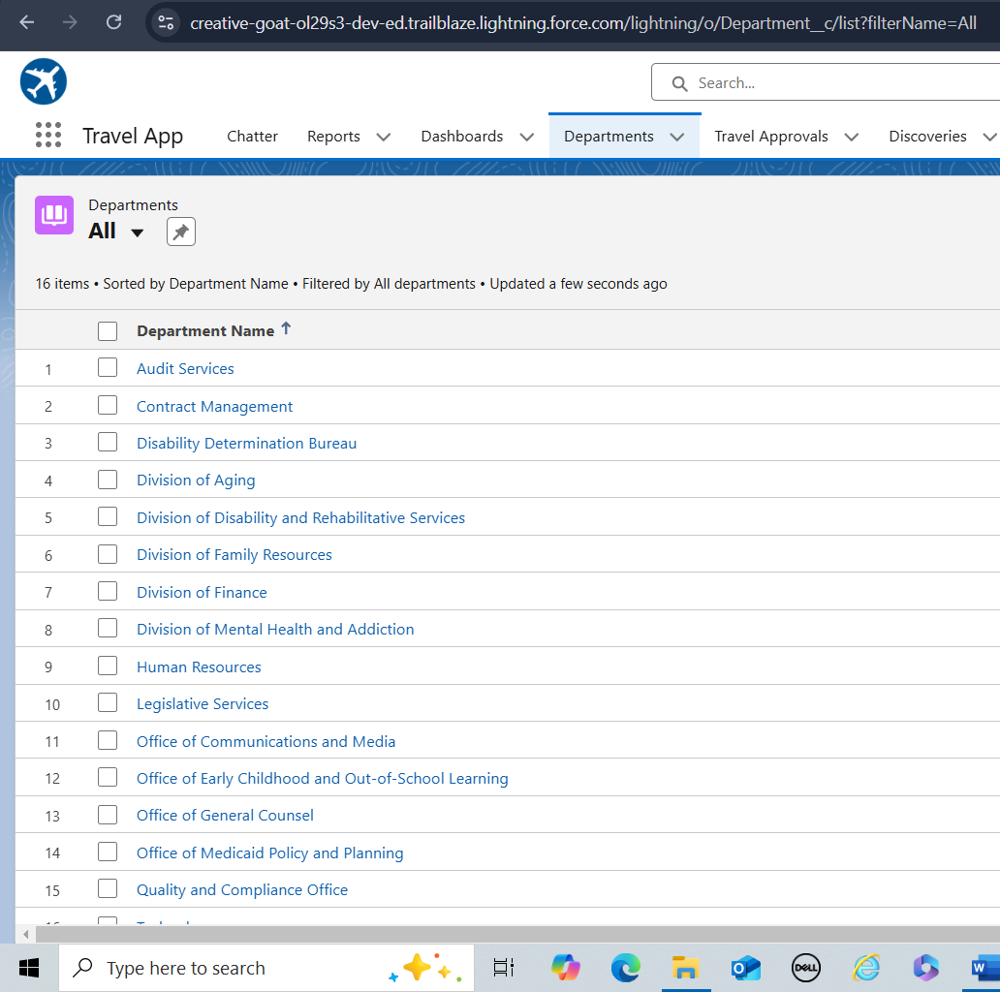 creative-goat-ol29s3-dev-ed.trailblaze.lightning.force.com/lightning/o/Department__c/list?filterName=All
Search...
Travel App Chatter Reports Dashboards Departments Travel Approvals Discoveries
Departments
All
16 items • Sorted by Department Name • Filtered by All departments • Updated a few seconds ago
Department Name
1 Audit Services
2 Contract Management
3 Disability Determination Bureau
4 Division of Aging
5 Division of Disability and Rehabilitative Services
6 Division of Family Resources
7 Division of Finance
8 Division of Mental Health and Addiction
9 Human Resources
10 Legislative Services
11 Office of Communications and Media
12 Office of Early Childhood and Out-of-School Learning
13 Office of General Counsel
14 Office of Medicaid Policy and Planning
15 Quality and Compliance Office
Type here to search
DELL
W